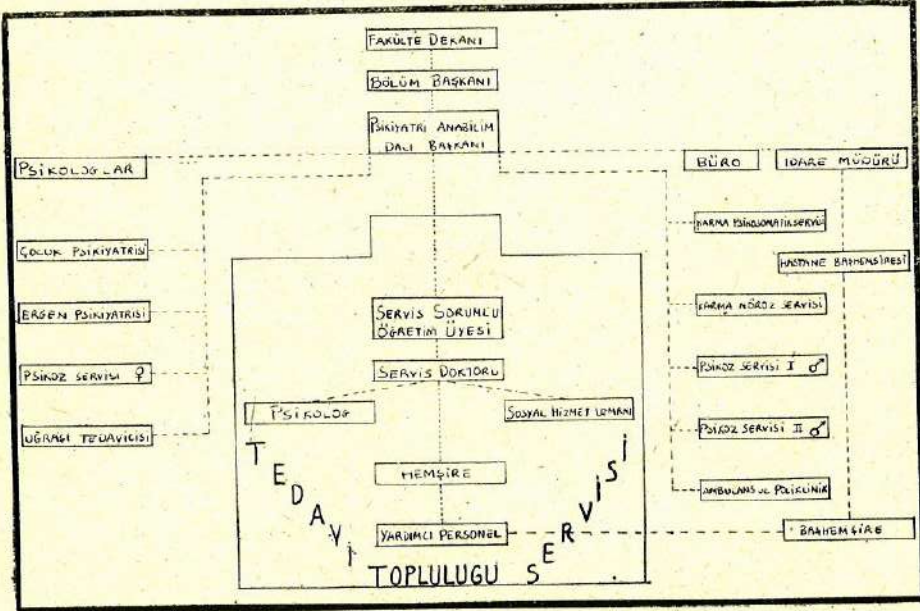 FAKÜLTE DEKANI
BÖLÜM BAŞKANI
PSİKİYATRİ ANABİLİM
DALI BAŞKANI
PSİKOLOGLAR
BÜRO
İDARE MÜDÜRÜ
ÇOCUK PSİKİYATRİSİ
ERGEN PSİKİYATRİSİ
PSİKOZ SERVİSİ ♀
UĞRAŞI TEDAVİCİSİ
SERVİS SORUMLU
ÖĞRETİM ÜYESİ
SERVİS DOKTORU
PSİKOLOG
SOSYAL HİZMET UZMANI
HEMŞİRE
YARDIMCI PERSONEL
TEDAVİ
TOPLULUGU
SERVİSİ
KARMA PSİKOSOMATİK SERVİSİ
HASTANE BAŞHEMŞİRESİ
KARMA NÖROZ SERVİSİ
PSİKOZ SERVİSİ I ♂
PSİKOZ SERVİSİ II ♂
AMBULANS VE POLİKLİNİK
BAŞHEMŞİRE